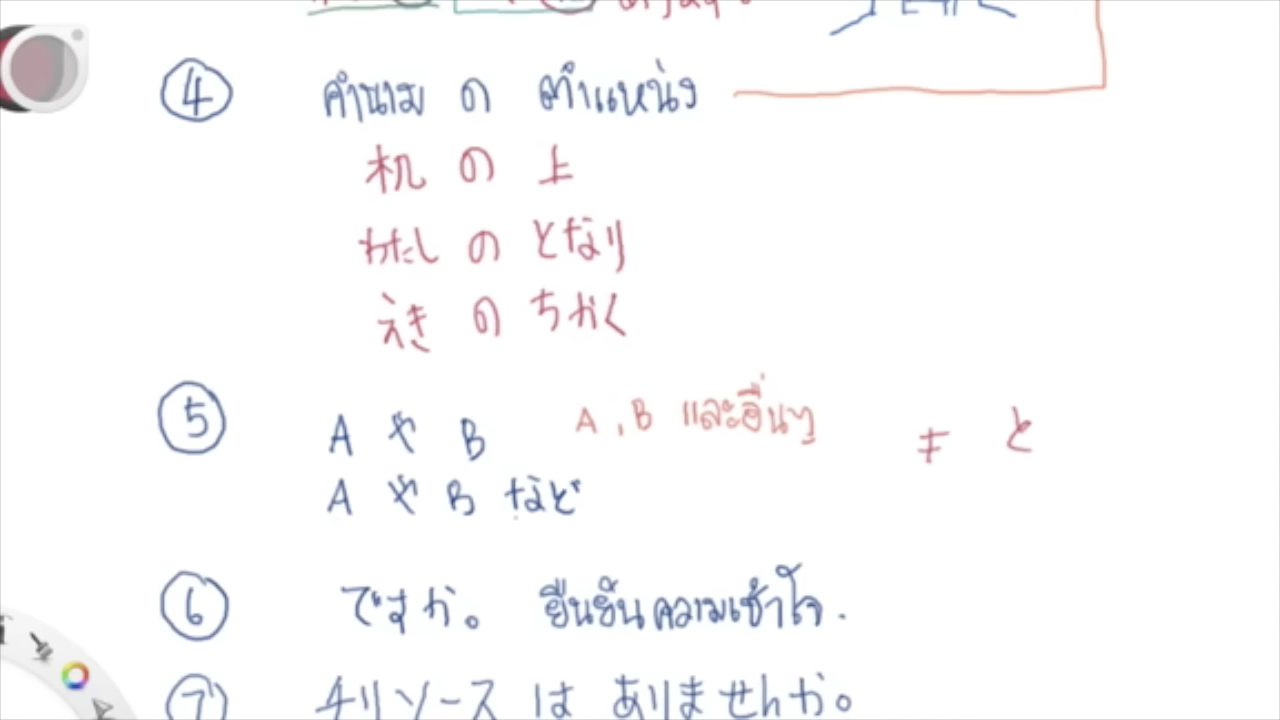 ④ คำนาม の ตำแหน่ง
机 の 上
わたし の となり
えき の ちかく
⑤ A や B A , B และอื่นๆ ≠ と
A や B など
⑥ ですか。 ยืนยันความเข้าใจ.
⑦ チリソース は ありませんか。